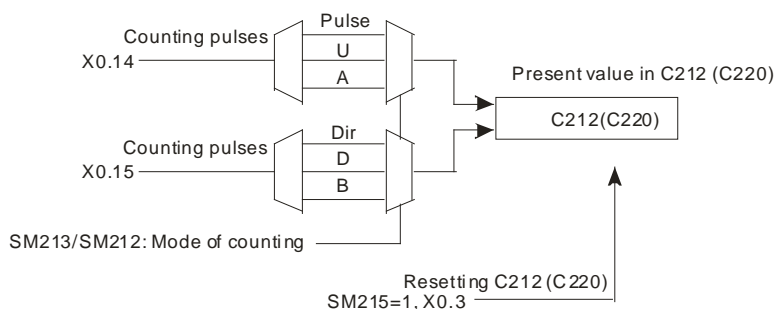 Pulse
Counting pulses
U
X0.14
A
Present value in C212 (C220)
C212(C220)
Dir
Counting pulses
D
X0.15
B
SM213/SM212: Mode of counting
Resetting C212 (C220)
SM215=1, X0.3